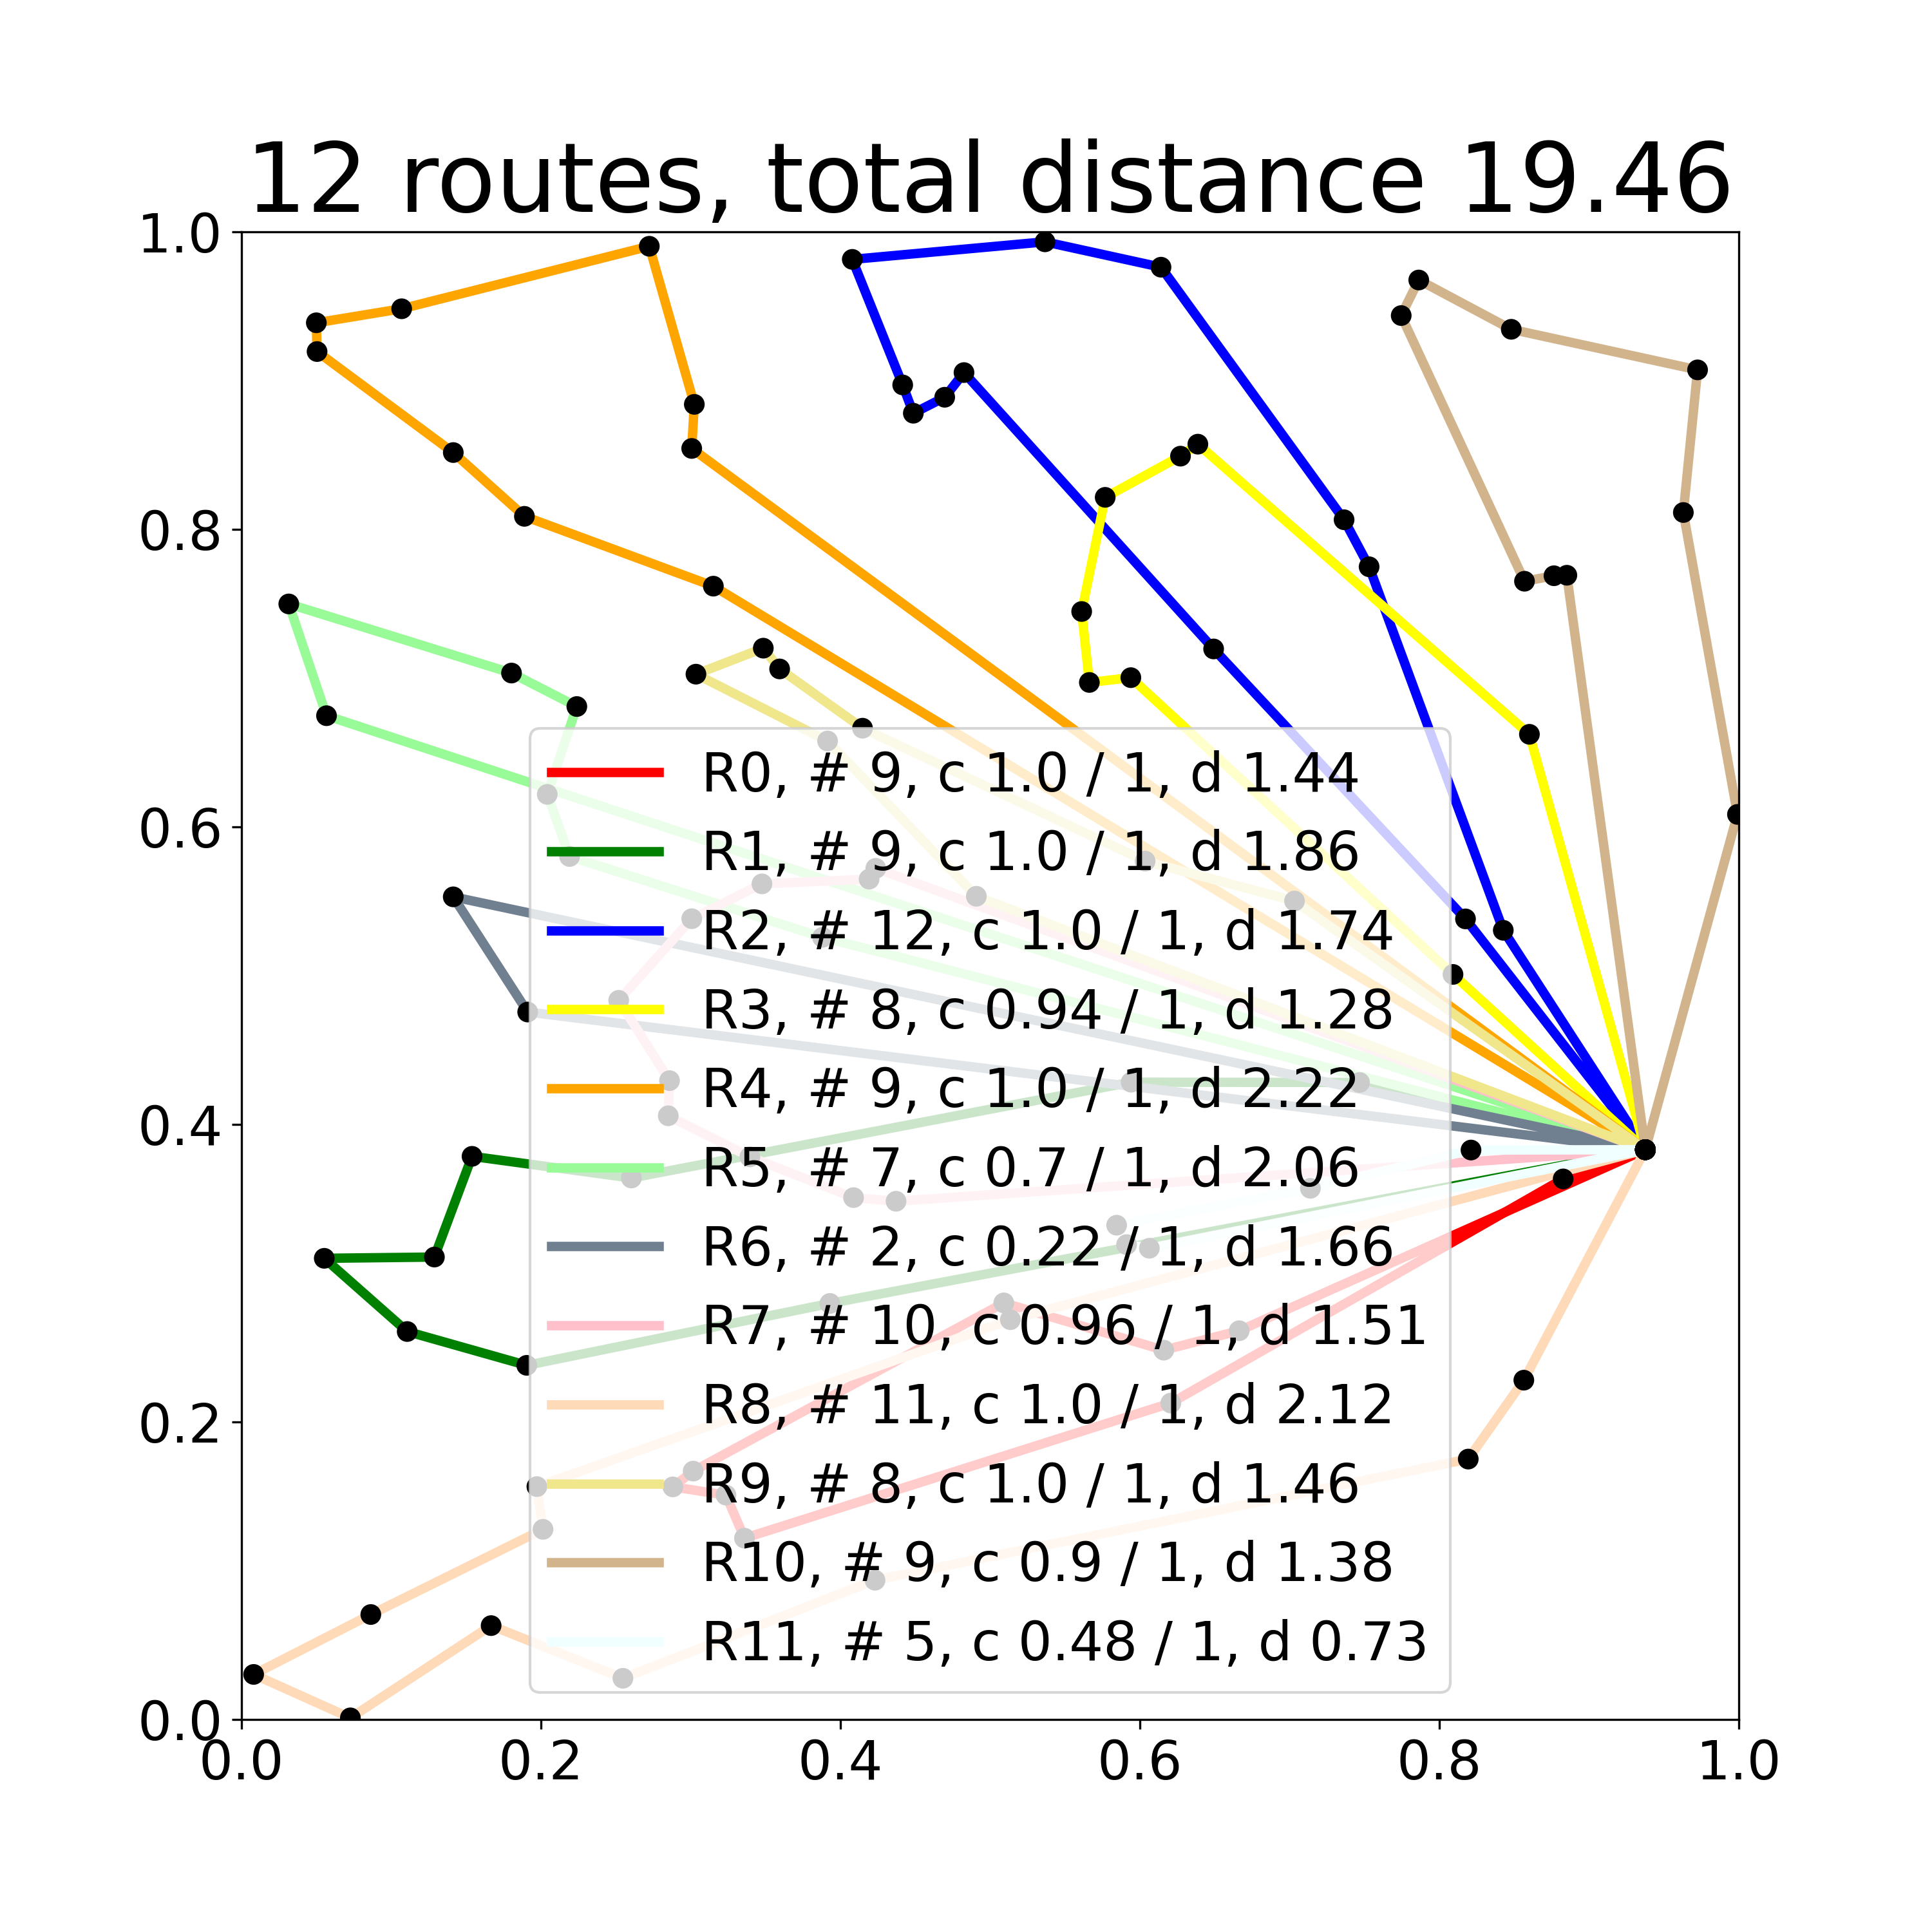 12 routes, total distance 19.46
1.0
0.8
0.6
0.4
0.2
0.0
R0, # 9, c 1.0 / 1, d 1.44
R1, # 9, c 1.0 / 1, d 1.86
R2, # 12, c 1.0 / 1, d 1.74
R3, # 8, c 0.94 / 1, d 1.28
R4, # 9, c 1.0 / 1, d 2.22
R5, # 7, c 0.7 / 1, d 2.06
R6, # 2, c 0.22 / 1, d 1.66
R7, # 10, c 0.96 / 1, d 1.51
R8, # 11, c 1.0 / 1, d 2.12
R9, # 8, c 1.0 / 1, d 1.46
R10, # 9, c 0.9 / 1, d 1.38
R11, # 5, c 0.48 / 1, d 0.73
0.0 0.2 0.4 0.6 0.8 1.0